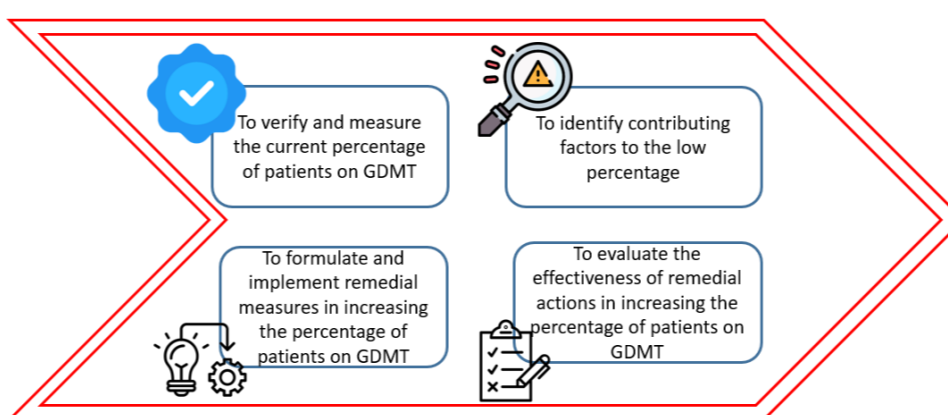 To verify and measure
the current percentage
of patients on GDMT
To identify contributing
factors to the low
percentage
To formulate and
implement remedial
measures in increasing
the percentage of
patients on GDMT
To evaluate the
effectiveness of remedial
actions in increasing the
percentage of patients on
GDMT